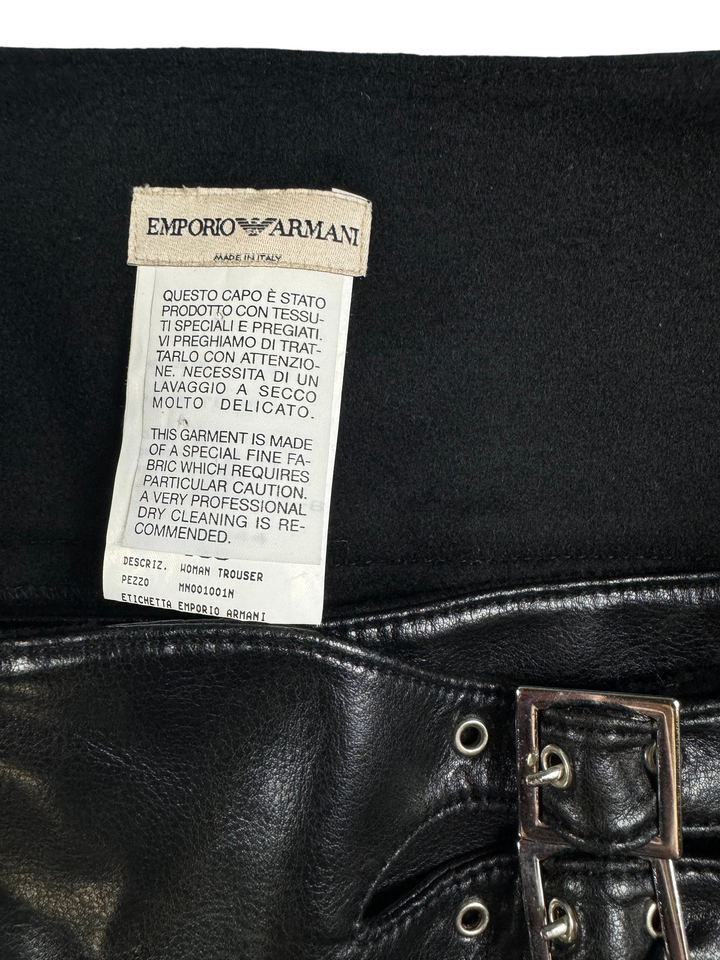 EMPORIO ARMANI
MADE IN ITALY
QUESTO CAPO È STATO
PRODOTTO CON TESSU-
TI SPECIALI E PREGIATI.
VI PREGHIAMO DI TRAT-
TARLO CON ATTENZIO-
NE. NECESSITA DI UN
LAVAGGIO A SECCO
MOLTO DELICATO.
THIS GARMENT IS MADE
OF A SPECIAL FINE FA-
BRIC WHICH REQUIRES
PARTICULAR CAUTION.
A VERY PROFESSIONAL
DRY CLEANING IS RE-
COMMENDED.
DESCRIZ. WOMAN TROUSER
PEZZO MN001001N
ETICHETTA EMPORIO ARMANI